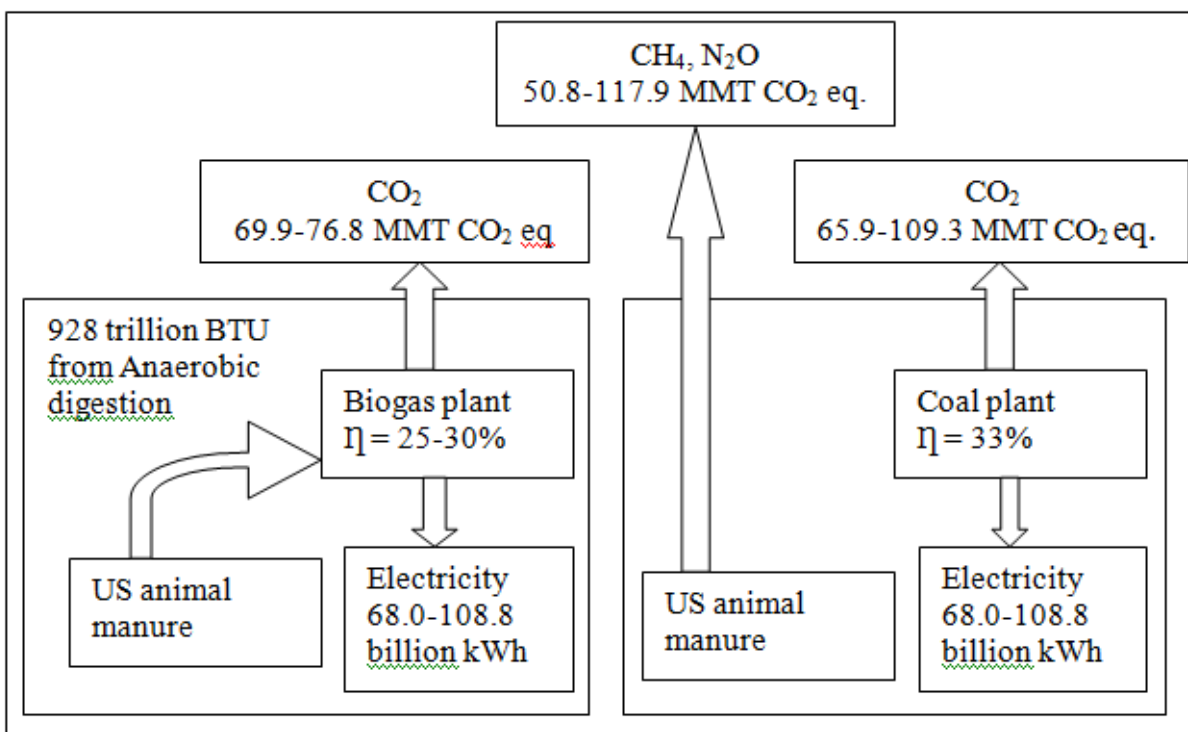 CH₄, N₂O
50.8-117.9 MMT CO₂ eq.
CO₂
69.9-76.8 MMT CO₂ eq
CO₂
65.9-109.3 MMT CO₂ eq.
928 trillion BTU
from Anaerobic
digestion
Biogas plant
Ƞ = 25-30%
US animal
manure
Electricity
68.0-108.8
billion kWh
Coal plant
Ƞ = 33%
US animal
manure
Electricity
68.0-108.8
billion kWh